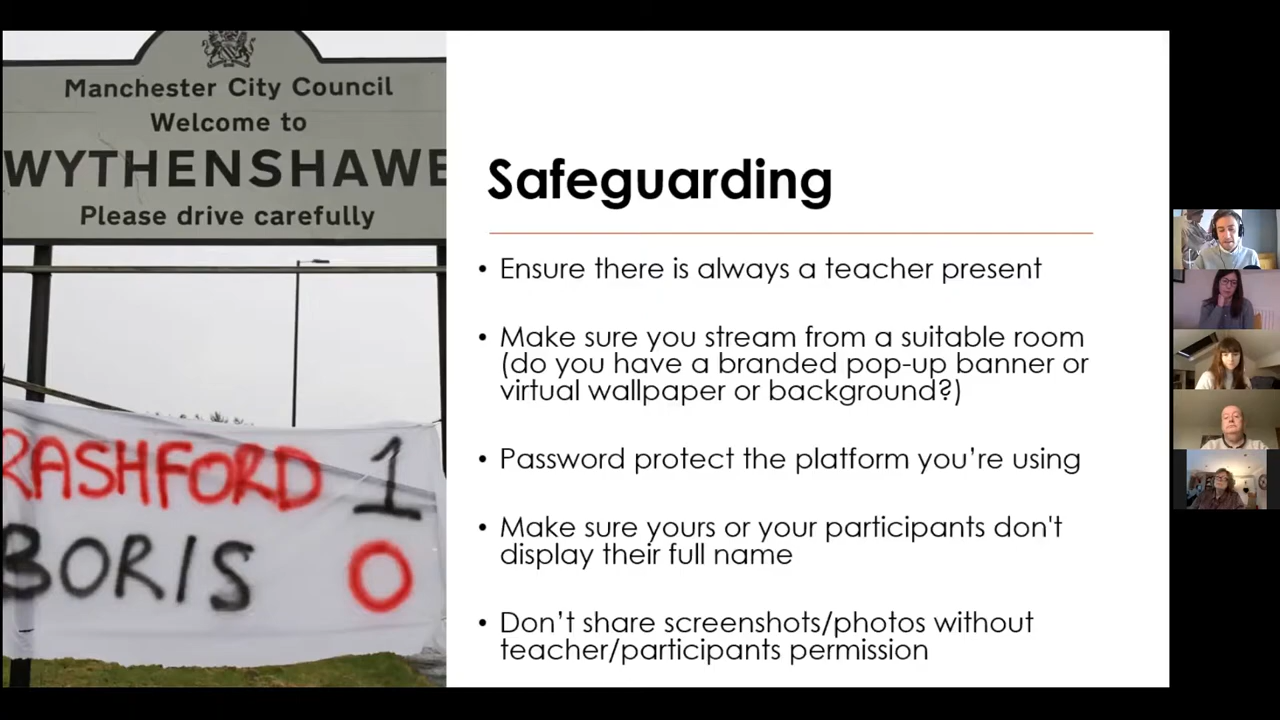 Manchester City Council
Welcome to
WYTHENSHAWE
Please drive carefully
RASHFORD 1
BORIS 0
Safeguarding
• Ensure there is always a teacher present
• Make sure you stream from a suitable room
(do you have a branded pop-up banner or
virtual wallpaper or background?)
• Password protect the platform you’re using
• Make sure yours or your participants don't
display their full name
• Don’t share screenshots/photos without
teacher/participants permission